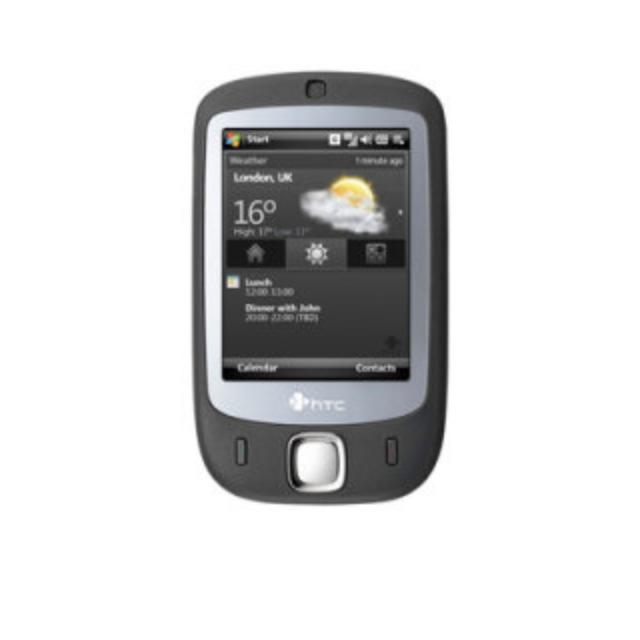 Start
Weather 1 minute ago
London, UK
16°
High: 17° Low: 11°
Lunch
12:00-13:00
Dinner with John
20:00-22:00 (TBD)
Calendar Contacts
hTC